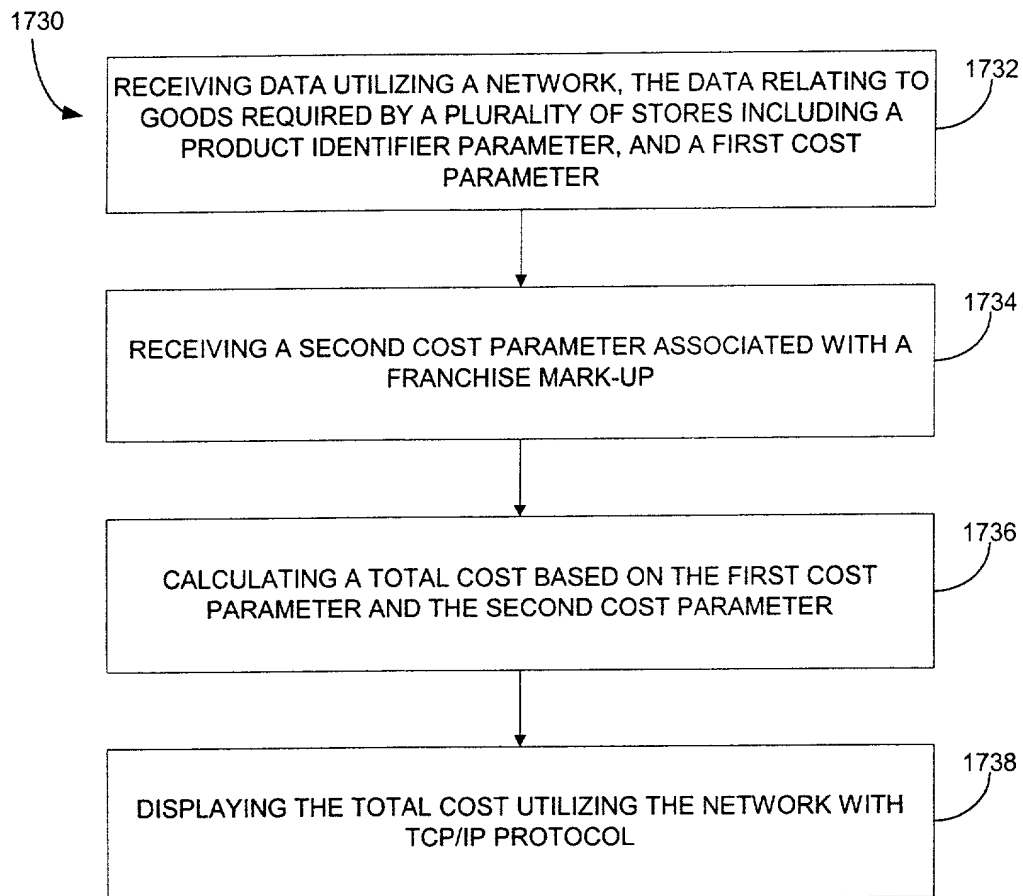 1730
RECEIVING DATA UTILIZING A NETWORK, THE DATA RELATING TO
GOODS REQUIRED BY A PLURALITY OF STORES INCLUDING A
PRODUCT IDENTIFIER PARAMETER, AND A FIRST COST
PARAMETER
1732
RECEIVING A SECOND COST PARAMETER ASSOCIATED WITH A
FRANCHISE MARK-UP
1734
CALCULATING A TOTAL COST BASED ON THE FIRST COST
PARAMETER AND THE SECOND COST PARAMETER
1736
DISPLAYING THE TOTAL COST UTILIZING THE NETWORK WITH
TCP/IP PROTOCOL
1738